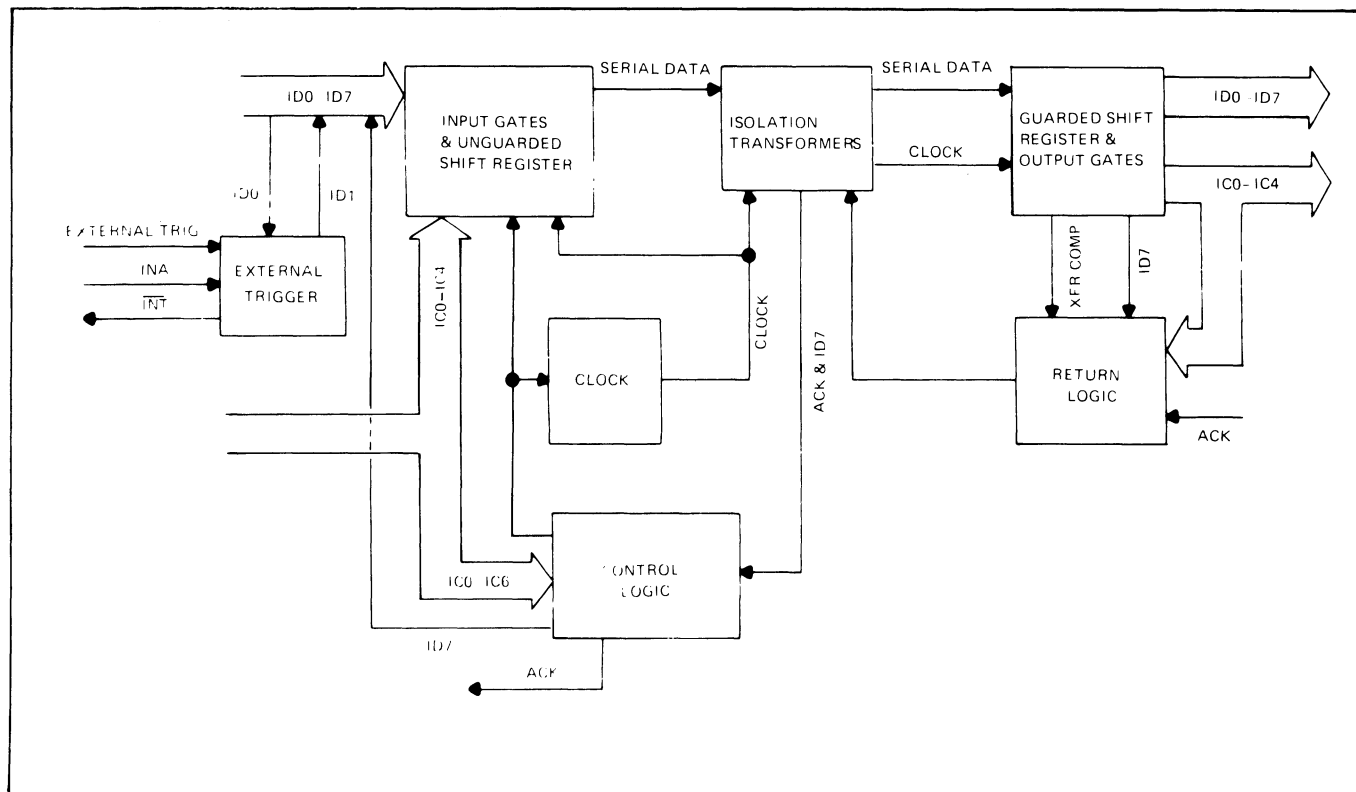 SERIAL DATA
SERIAL DATA
ID0 ID7
INPUT GATES
& UNGUARDED
SHIFT REGISTER
ISOLATION
TRANSFORMERS
GUARDED SHIFT
REGISTER &
OUTPUT GATES
ID0-ID7
CLOCK
IC0-IC4
ID0
ID1
EXTERNAL TRIG
INA
INT
EXTERNAL
TRIGGER
IC0-IC4
CLOCK
CLOCK
ACK & ID7
XFR COMP
ID7
RETURN
LOGIC
ACK
IC0 IC6
CONTROL
LOGIC
ID7
ACK